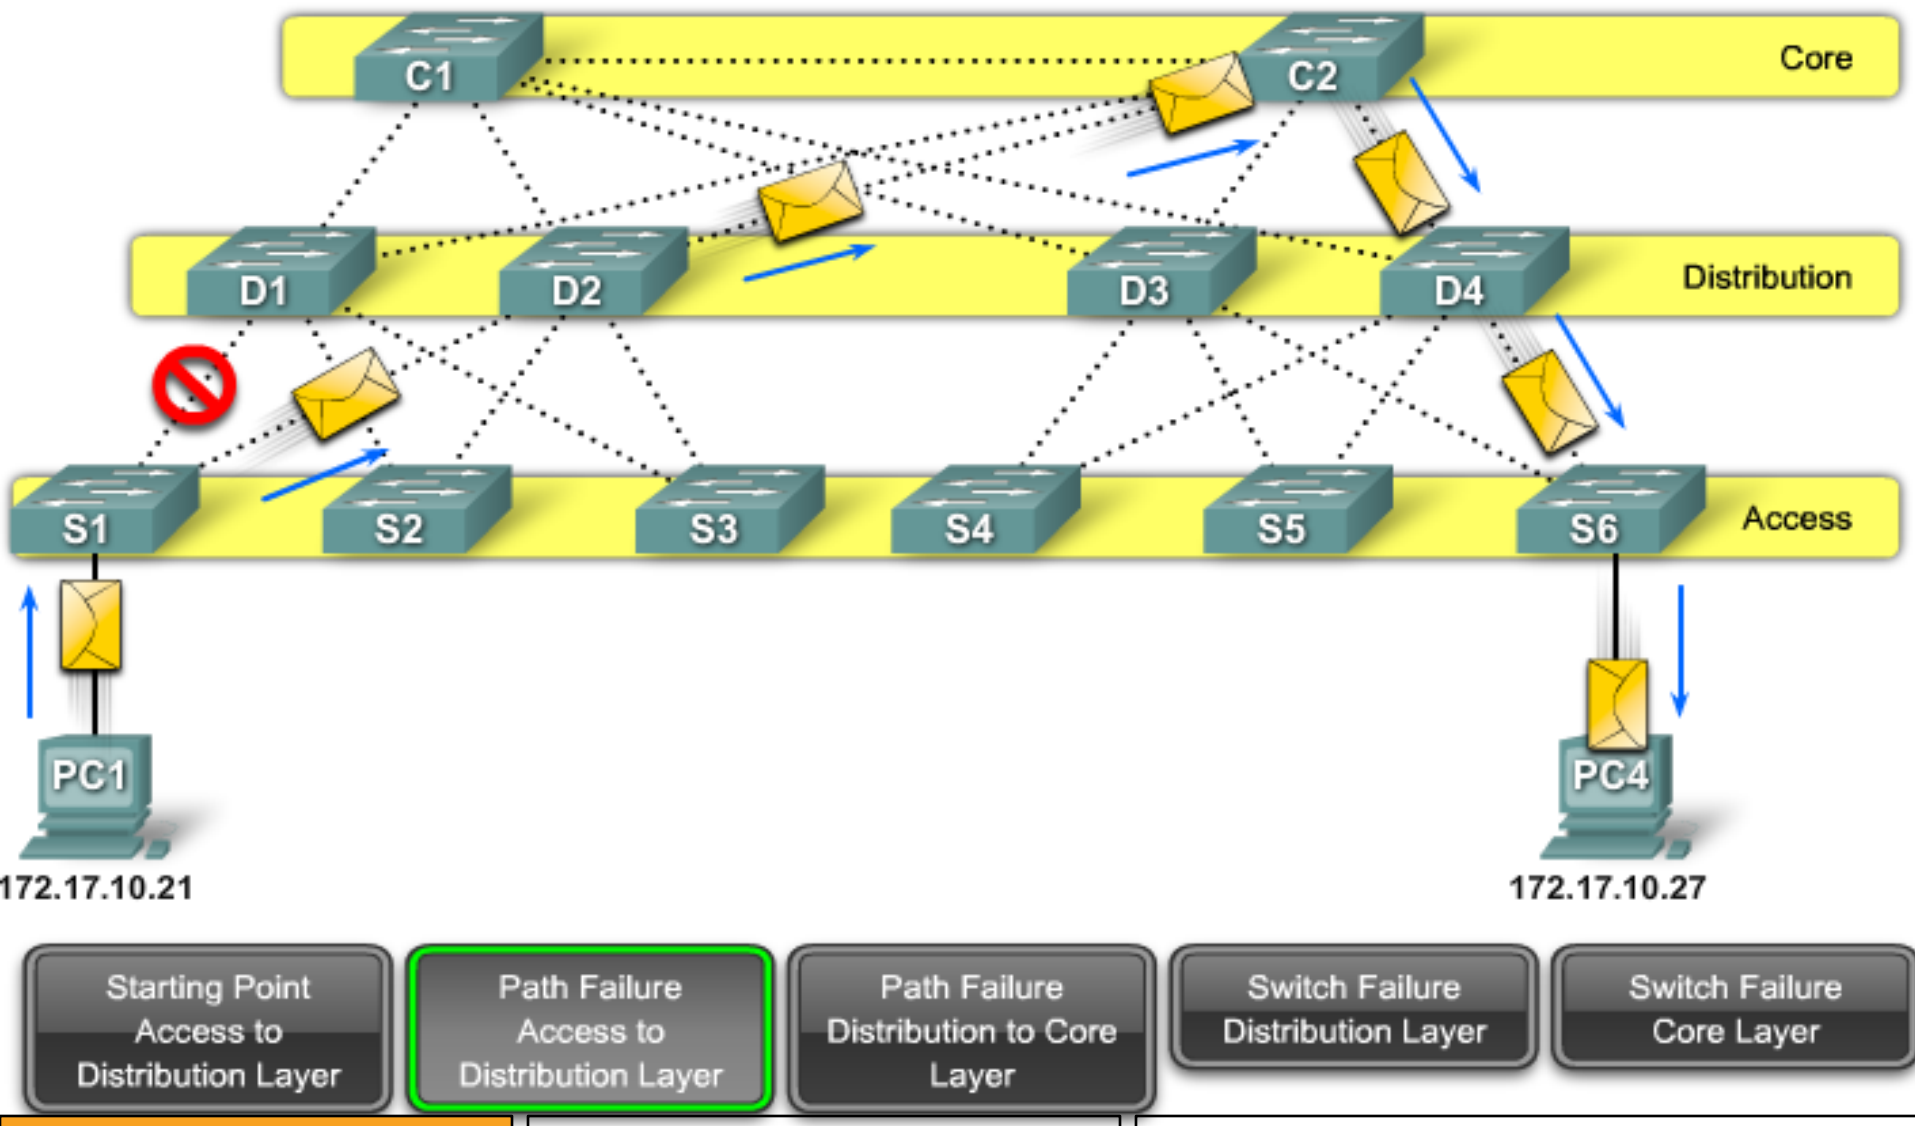 C1
C2
Core
D1
D2
D3
D4
Distribution
S1
S2
S3
S4
S5
S6
Access
PC1
PC4
172.17.10.21
172.17.10.27
Starting Point
Access to
Distribution Layer
Path Failure
Access to
Distribution Layer
Path Failure
Distribution to Core
Layer
Switch Failure
Distribution Layer
Switch Failure
Core Layer